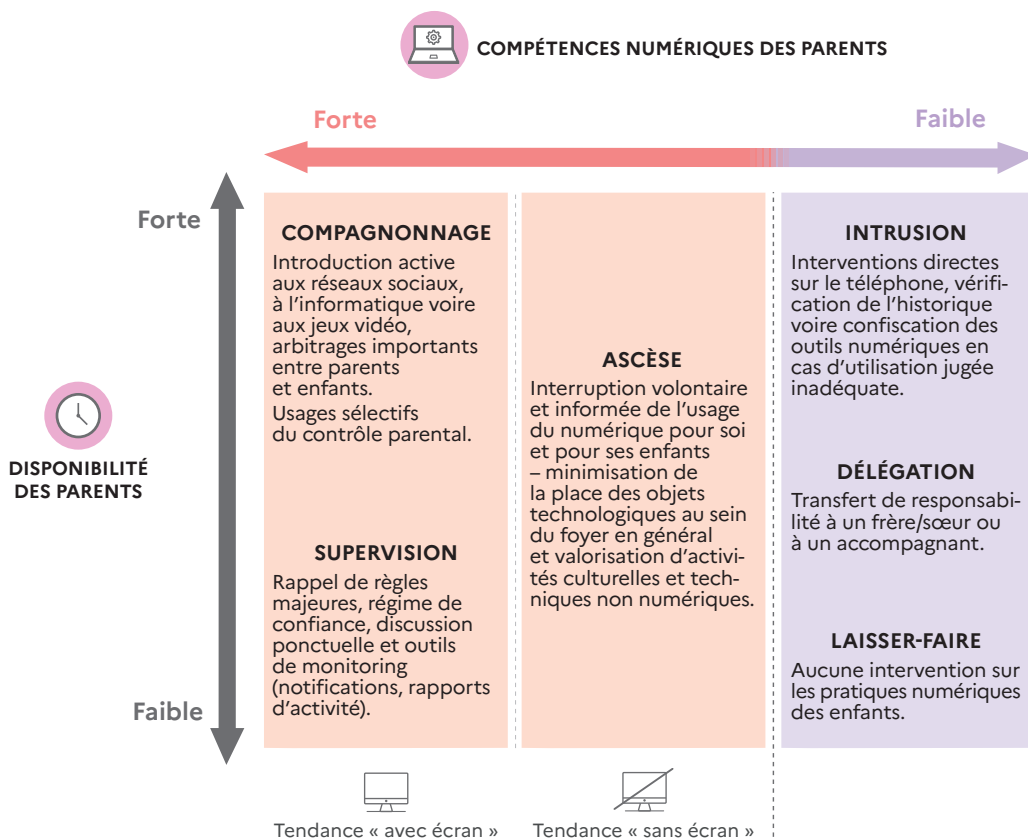 COMPÉTENCES NUMÉRIQUES DES PARENTS
Forte
Faible
Forte
Faible
DISPONIBILITÉ
DES PARENTS
COMPAGNONNAGE
Introduction active
aux réseaux sociaux,
à l’informatique voire
aux jeux vidéo,
arbitrages importants
entre parents
et enfants.
Usages sélectifs
du contrôle parental.
SUPERVISION
Rappel de règles
majeures, régime de
confiance, discussion
ponctuelle et outils
de monitoring
(notifications, rapports
d’activité).
ASCÈSE
Interruption volontaire
et informée de l’usage
du numérique pour soi
et pour ses enfants
– minimisation de
la place des objets
technologiques au sein
du foyer en général
et valorisation d’activi-
tés culturelles et tech-
niques non numériques.
INTRUSION
Interventions directes
sur le téléphone, vérifi-
cation de l’historique
voire confiscation des
outils numériques en
cas d’utilisation jugée
inadéquate.
DÉLÉGATION
Transfert de responsabi-
lité à un frère/sœur ou
à un accompagnant.
LAISSER-FAIRE
Aucune intervention sur
les pratiques numériques
des enfants.
Tendance « avec écran »
Tendance « sans écran »